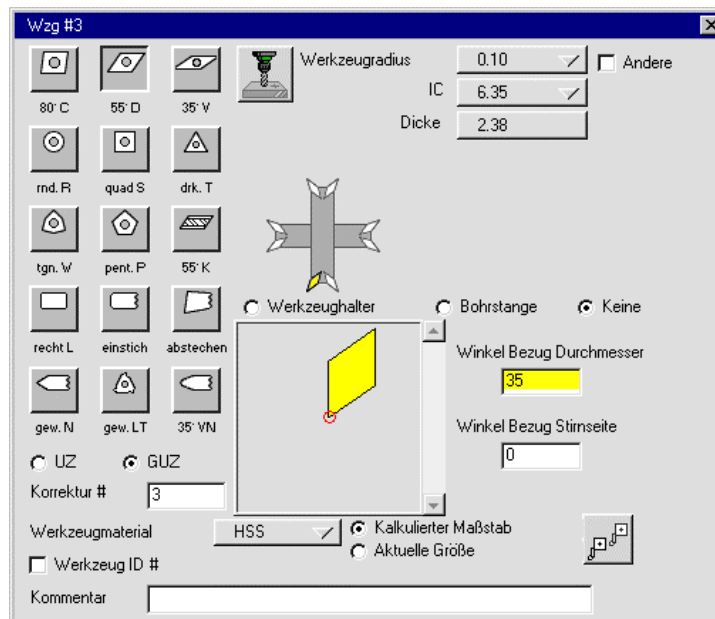 Wzg #3
Werkzeugradius 0.10 Andere
IC 6.35
Dicke 2.38
80° C 55° D 35° V
rnd. R quad S drk. T
tgn. W pent. P 55° K
recht L einstich abstechen
gew. N gew. LT 35° VN
Werkzeughalter Bohrstange Keine
Winkel Bezug Durchmesser
35
Winkel Bezug Stirnseite
0
UZ GUZ
Korrektur # 3
Werkzeugmaterial HSS Kalkulierter Maßstab
Aktuelle Größe
Werkzeug ID #
Kommentar